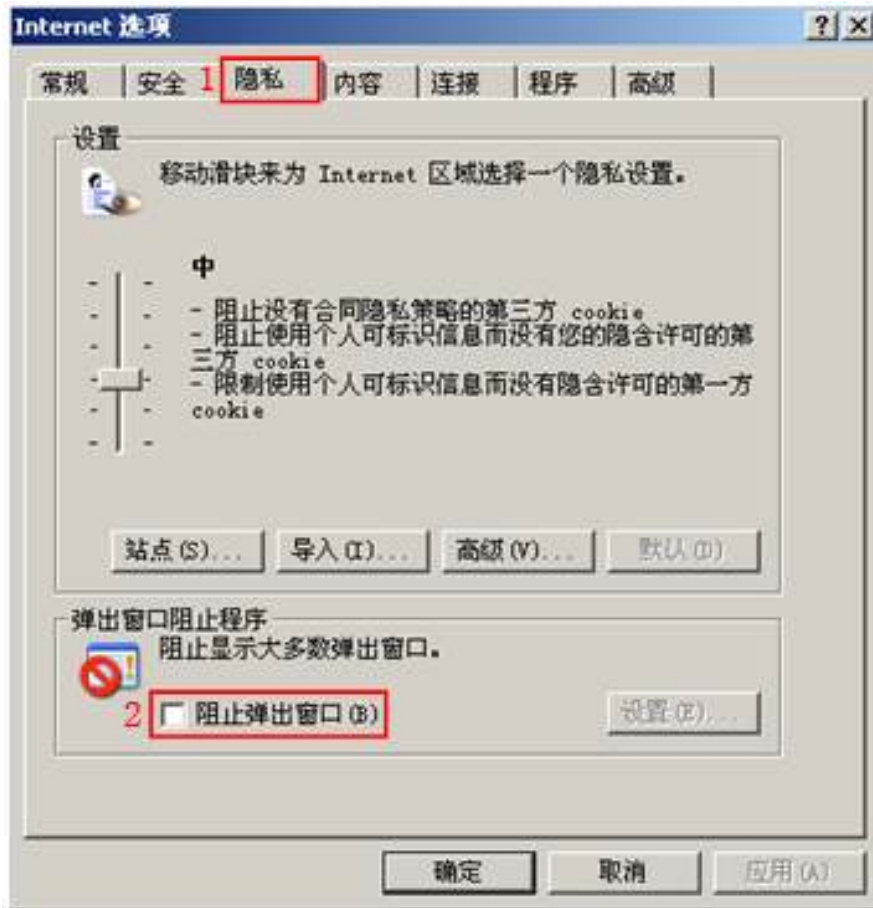 Internet 选项
常规 安全 1 隐私 内容 连接 程序 高级
设置
移动滑块来为 Internet 区域选择一个隐私设置。
中
- 阻止没有合同隐私策略的第三方 cookie
- 阻止使用个人可标识信息而没有您的隐含许可的第
三方 cookie
- 限制使用个人可标识信息而没有隐含许可的第一方
cookie
站点(S)... 导入(I)... 高级(V)... 默认(D)
弹出窗口阻止程序
阻止显示大多数弹出窗口。
2 阻止弹出窗口(B) 设置(E)...
确定 取消 应用(A)